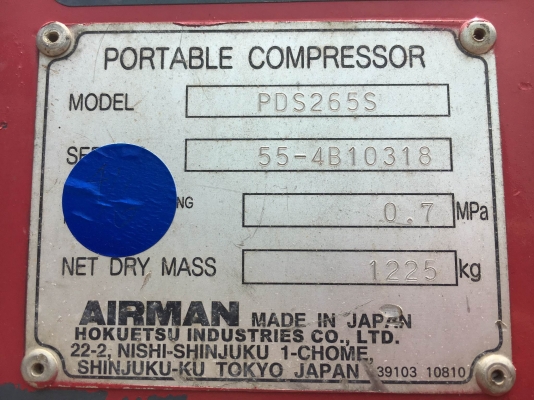 PORTABLE COMPRESSOR
MODEL PDS265S
55-4B10318
0.7 MPa
NET DRY MASS 1225 kg
AIRMAN MADE IN JAPAN
HOKUETSU INDUSTRIES CO., LTD.
22-2, NISHI-SHINJUKU 1-CHOME,
SHINJUKU-KU TOKYO JAPAN 39103 10810